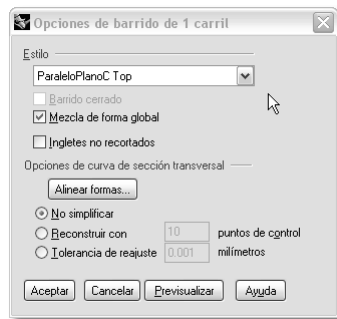 Opciones de barrido de 1 carril
Estilo
ParaleloPlanoC Top
Barrido cerrado
Mezcla de forma global
Ingletes no recortados
Opciones de curva de sección transversal
Alinear formas...
No simplificar
Reconstruir con 10 puntos de control
Tolerancia de reajuste 0.001 milímetros
Aceptar Cancelar Previsualizar Ayuda